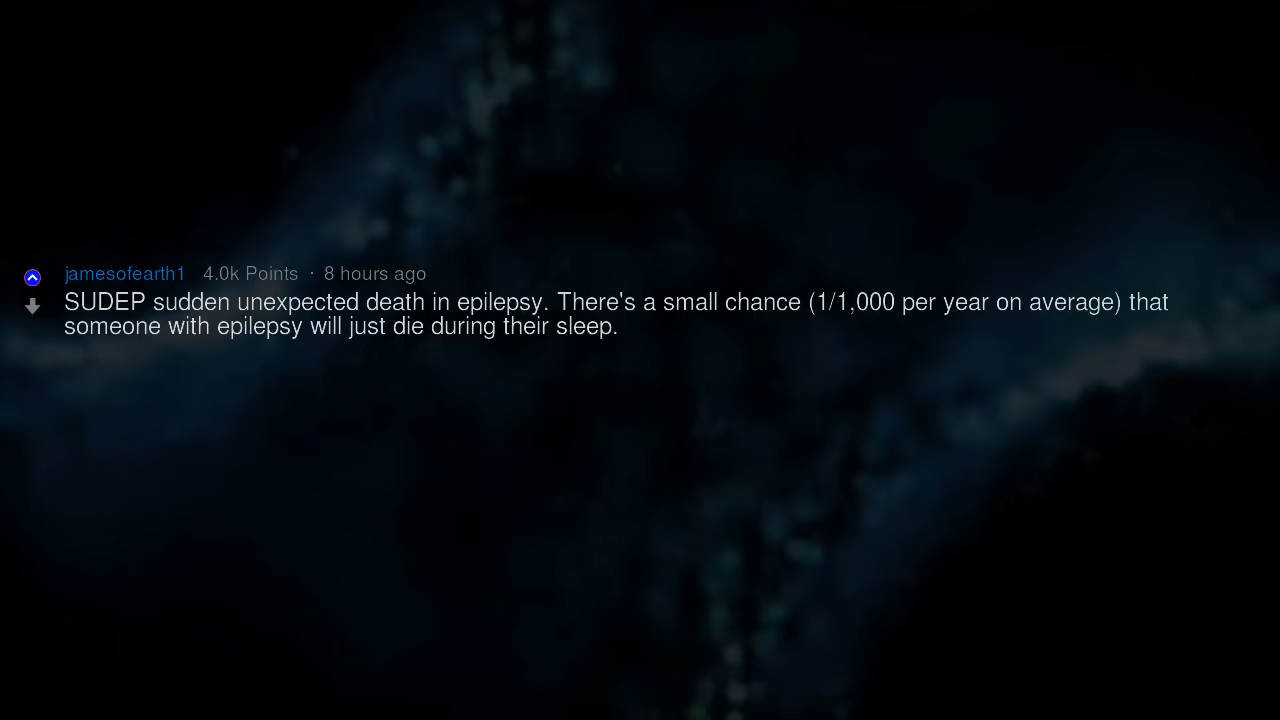 jamesofearth1 4.0k Points · 8 hours ago
SUDEP sudden unexpected death in epilepsy. There's a small chance (1/1,000 per year on average) that
someone with epilepsy will just die during their sleep.